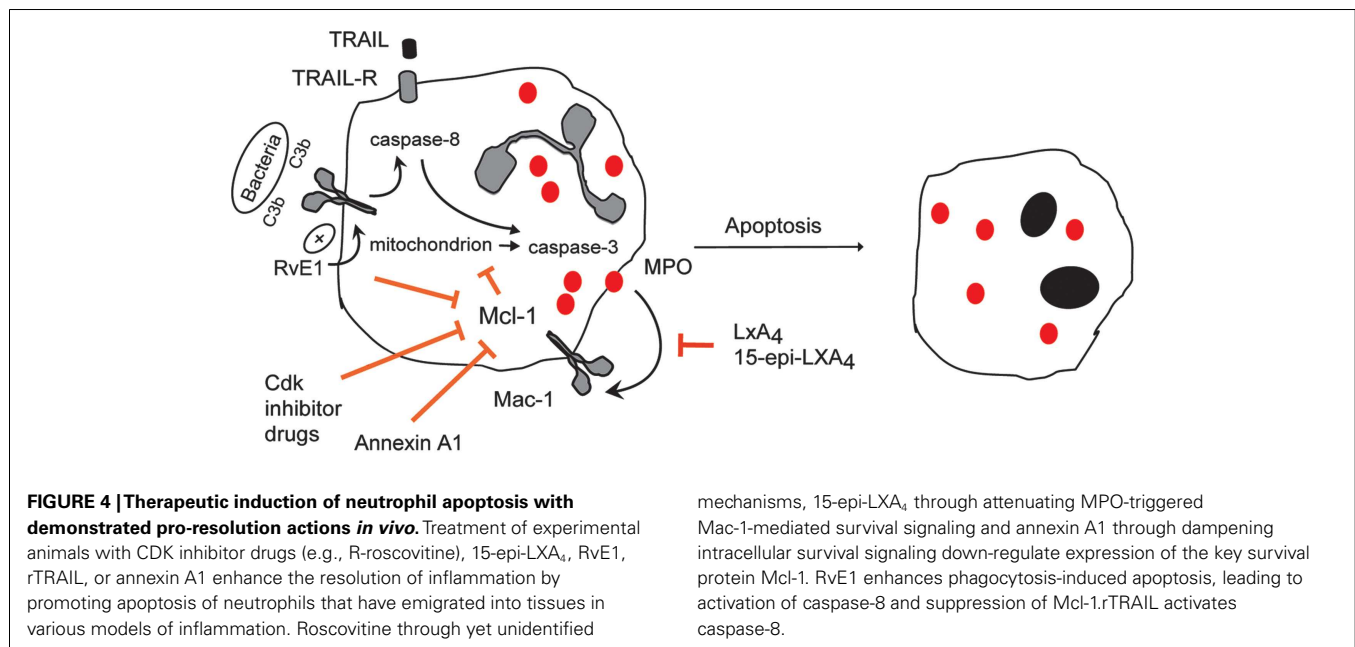 TRAIL
TRAIL-R
caspase-8
Bacteria
C3b
C3b
+
RvE1
mitochondrion
caspase-3
MPO
Mcl-1
Mac-1
Cdk
inhibitor
drugs
Annexin A1
LxA₄
15-epi-LXA₄
Apoptosis
FIGURE 4 | Therapeutic induction of neutrophil apoptosis with
demonstrated pro-resolution actions in vivo. Treatment of experimental
animals with CDK inhibitor drugs (e.g., R-roscovitine), 15-epi-LXA₄, RvE1,
rTRAIL, or annexin A1 enhance the resolution of inflammation by
promoting apoptosis of neutrophils that have emigrated into tissues in
various models of inflammation. Roscovitine through yet unidentified
mechanisms, 15-epi-LXA₄ through attenuating MPO-triggered
Mac-1-mediated survival signaling and annexin A1 through dampening
intracellular survival signaling down-regulate expression of the key survival
protein Mcl-1. RvE1 enhances phagocytosis-induced apoptosis, leading to
activation of caspase-8 and suppression of Mcl-1.rTRAIL activates
caspase-8.